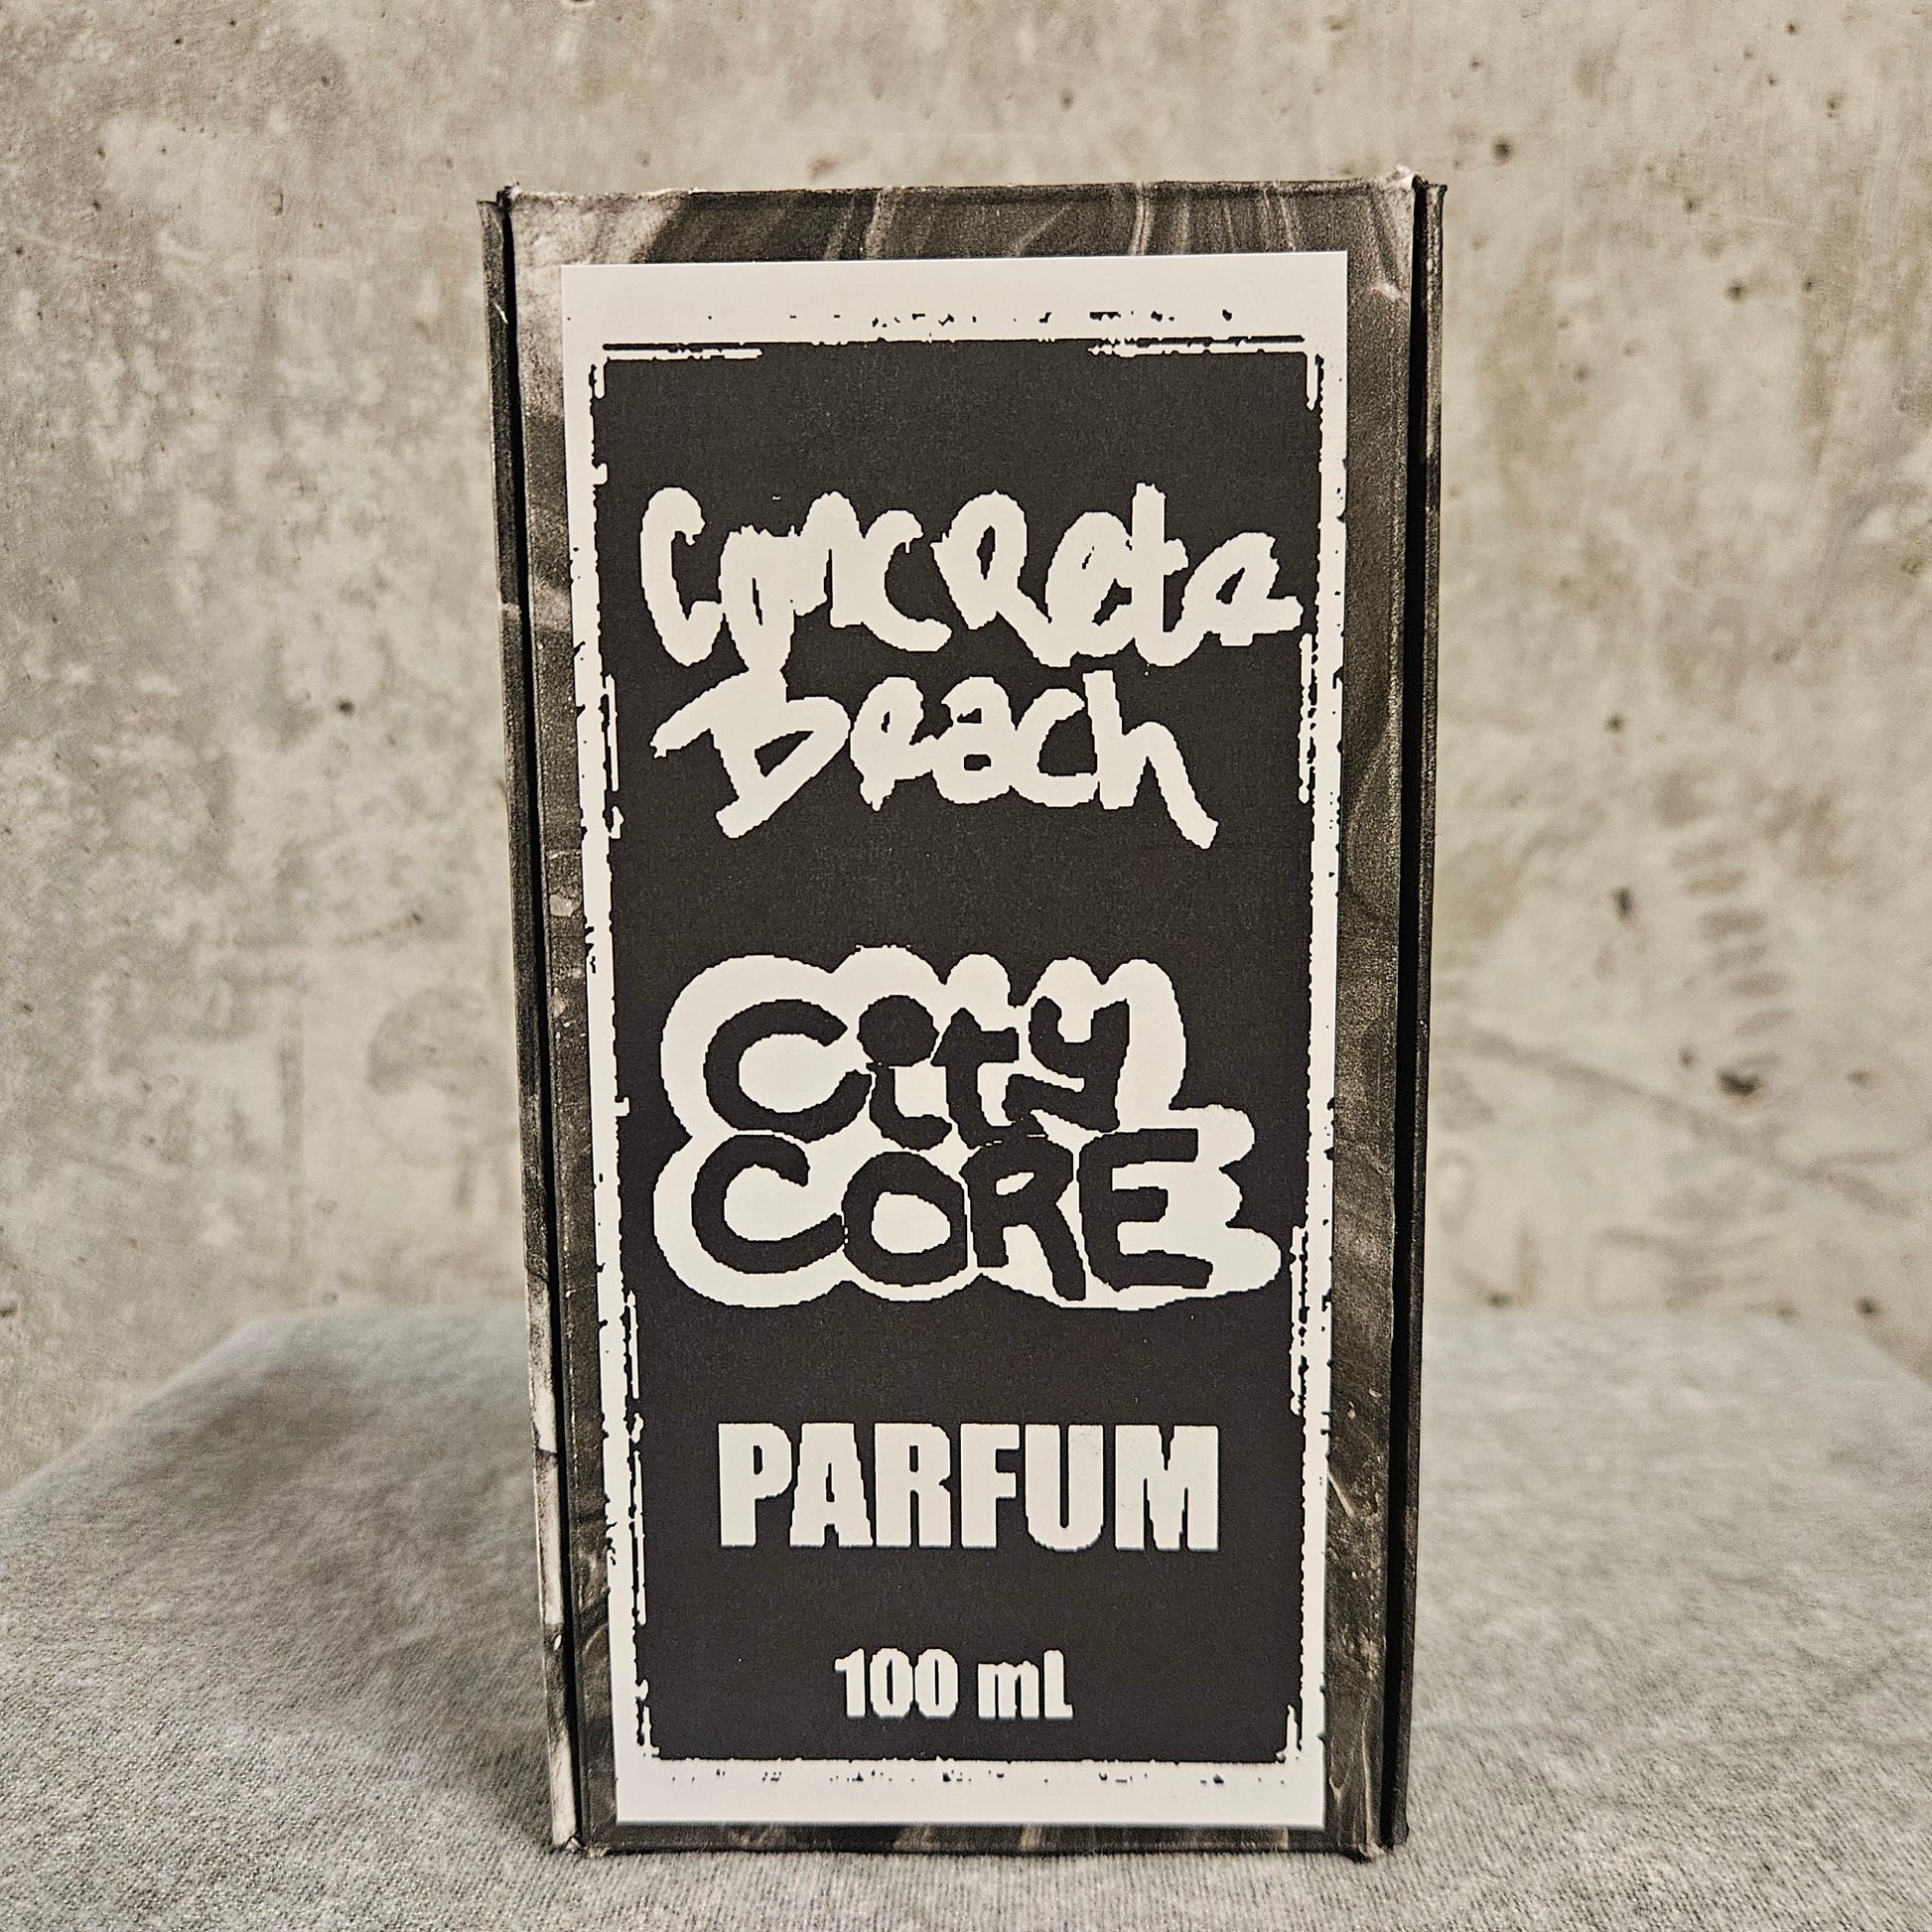 Concrete
Beach
City
CORE
PARFUM
100 mL